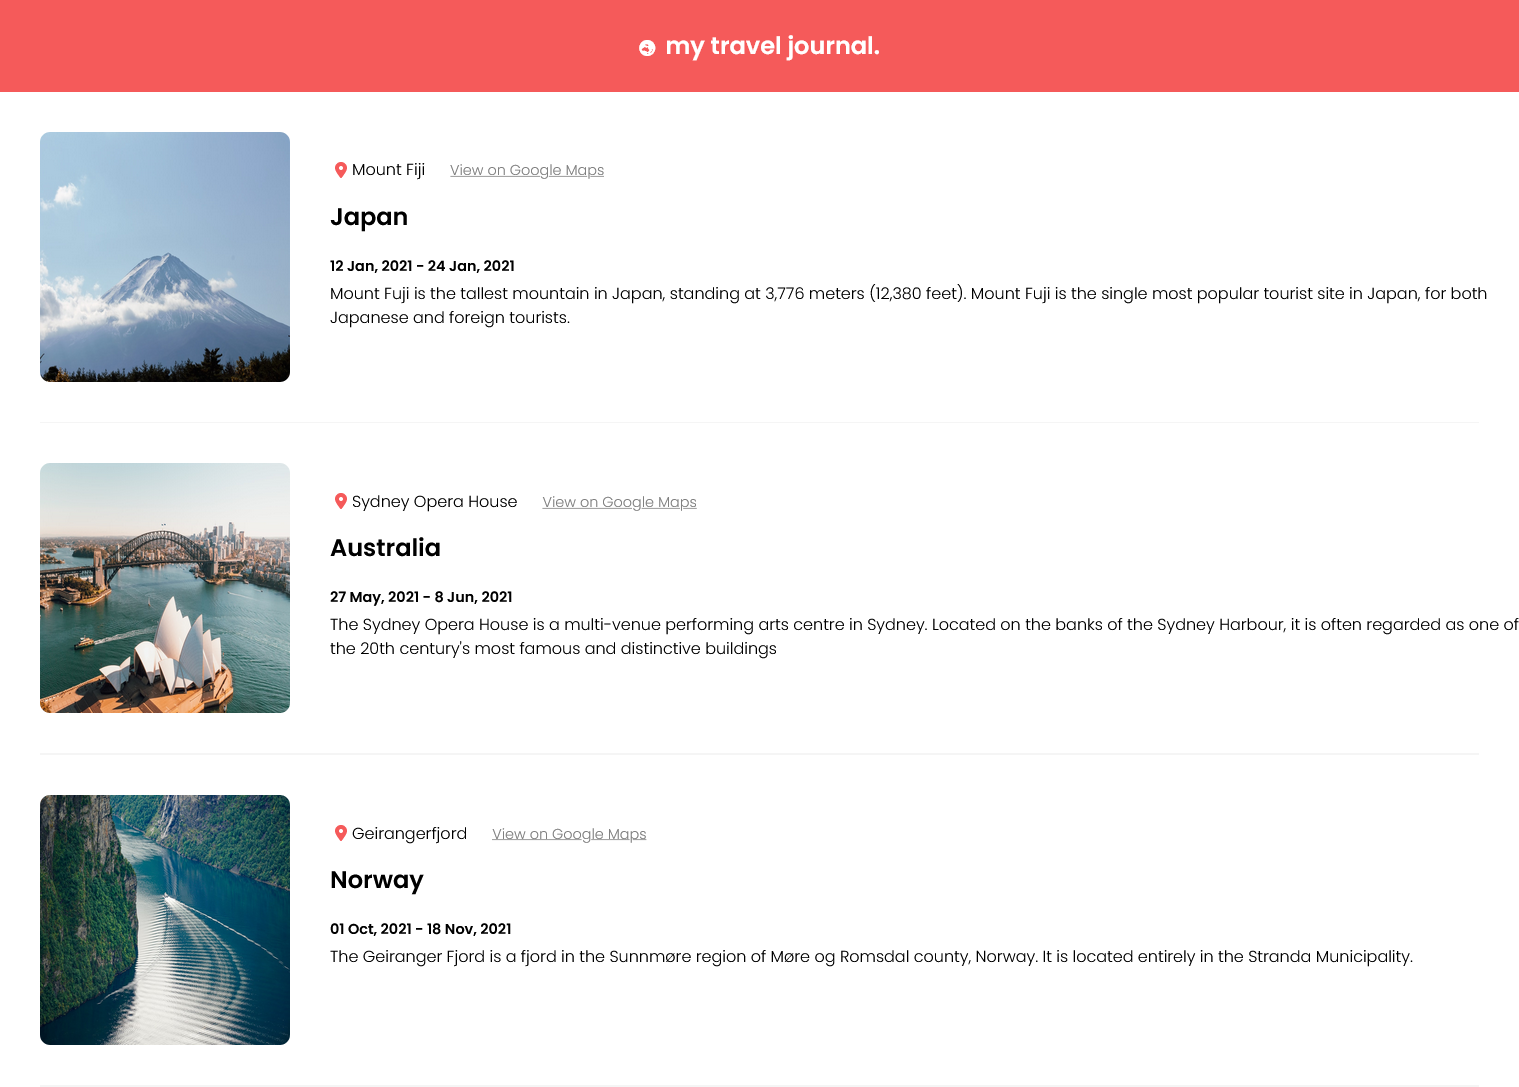 my travel journal.
Mount Fiji View on Google Maps
Japan
12 Jan, 2021 - 24 Jan, 2021
Mount Fuji is the tallest mountain in Japan, standing at 3,776 meters (12,380 feet). Mount Fuji is the single most popular tourist site in Japan, for both
Japanese and foreign tourists.
Sydney Opera House View on Google Maps
Australia
27 May, 2021 - 8 Jun, 2021
The Sydney Opera House is a multi-venue performing arts centre in Sydney. Located on the banks of the Sydney Harbour, it is often regarded as one of
the 20th century's most famous and distinctive buildings
Geirangerfjord View on Google Maps
Norway
01 Oct, 2021 - 18 Nov, 2021
The Geiranger Fjord is a fjord in the Sunnmøre region of Møre og Romsdal county, Norway. It is located entirely in the Stranda Municipality.